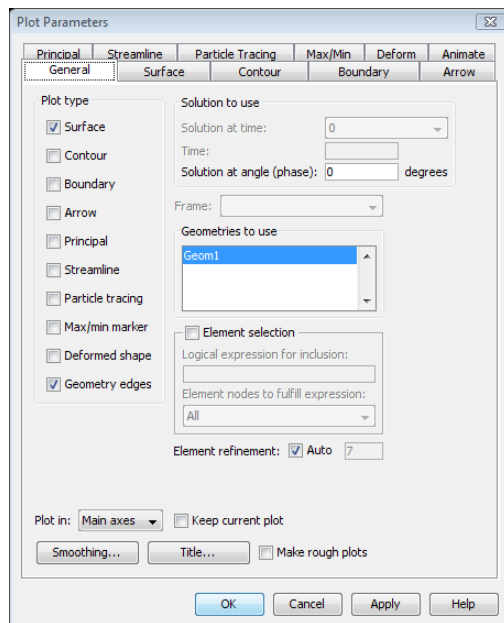 Plot Parameters
Principal Streamline Particle Tracing Max/Min Deform Animate
General Surface Contour Boundary Arrow
Plot type
Surface
Contour
Boundary
Arrow
Principal
Streamline
Particle tracing
Max/min marker
Deformed shape
Geometry edges
Solution to use
Solution at time: 0
Time:
Solution at angle (phase): 0 degrees
Frame:
Geometries to use
Geom1
Element selection
Logical expression for inclusion:
Element nodes to fulfill expression:
All
Element refinement: Auto 7
Plot in: Main axes Keep current plot
Smoothing... Title... Make rough plots
OK Cancel Apply Help